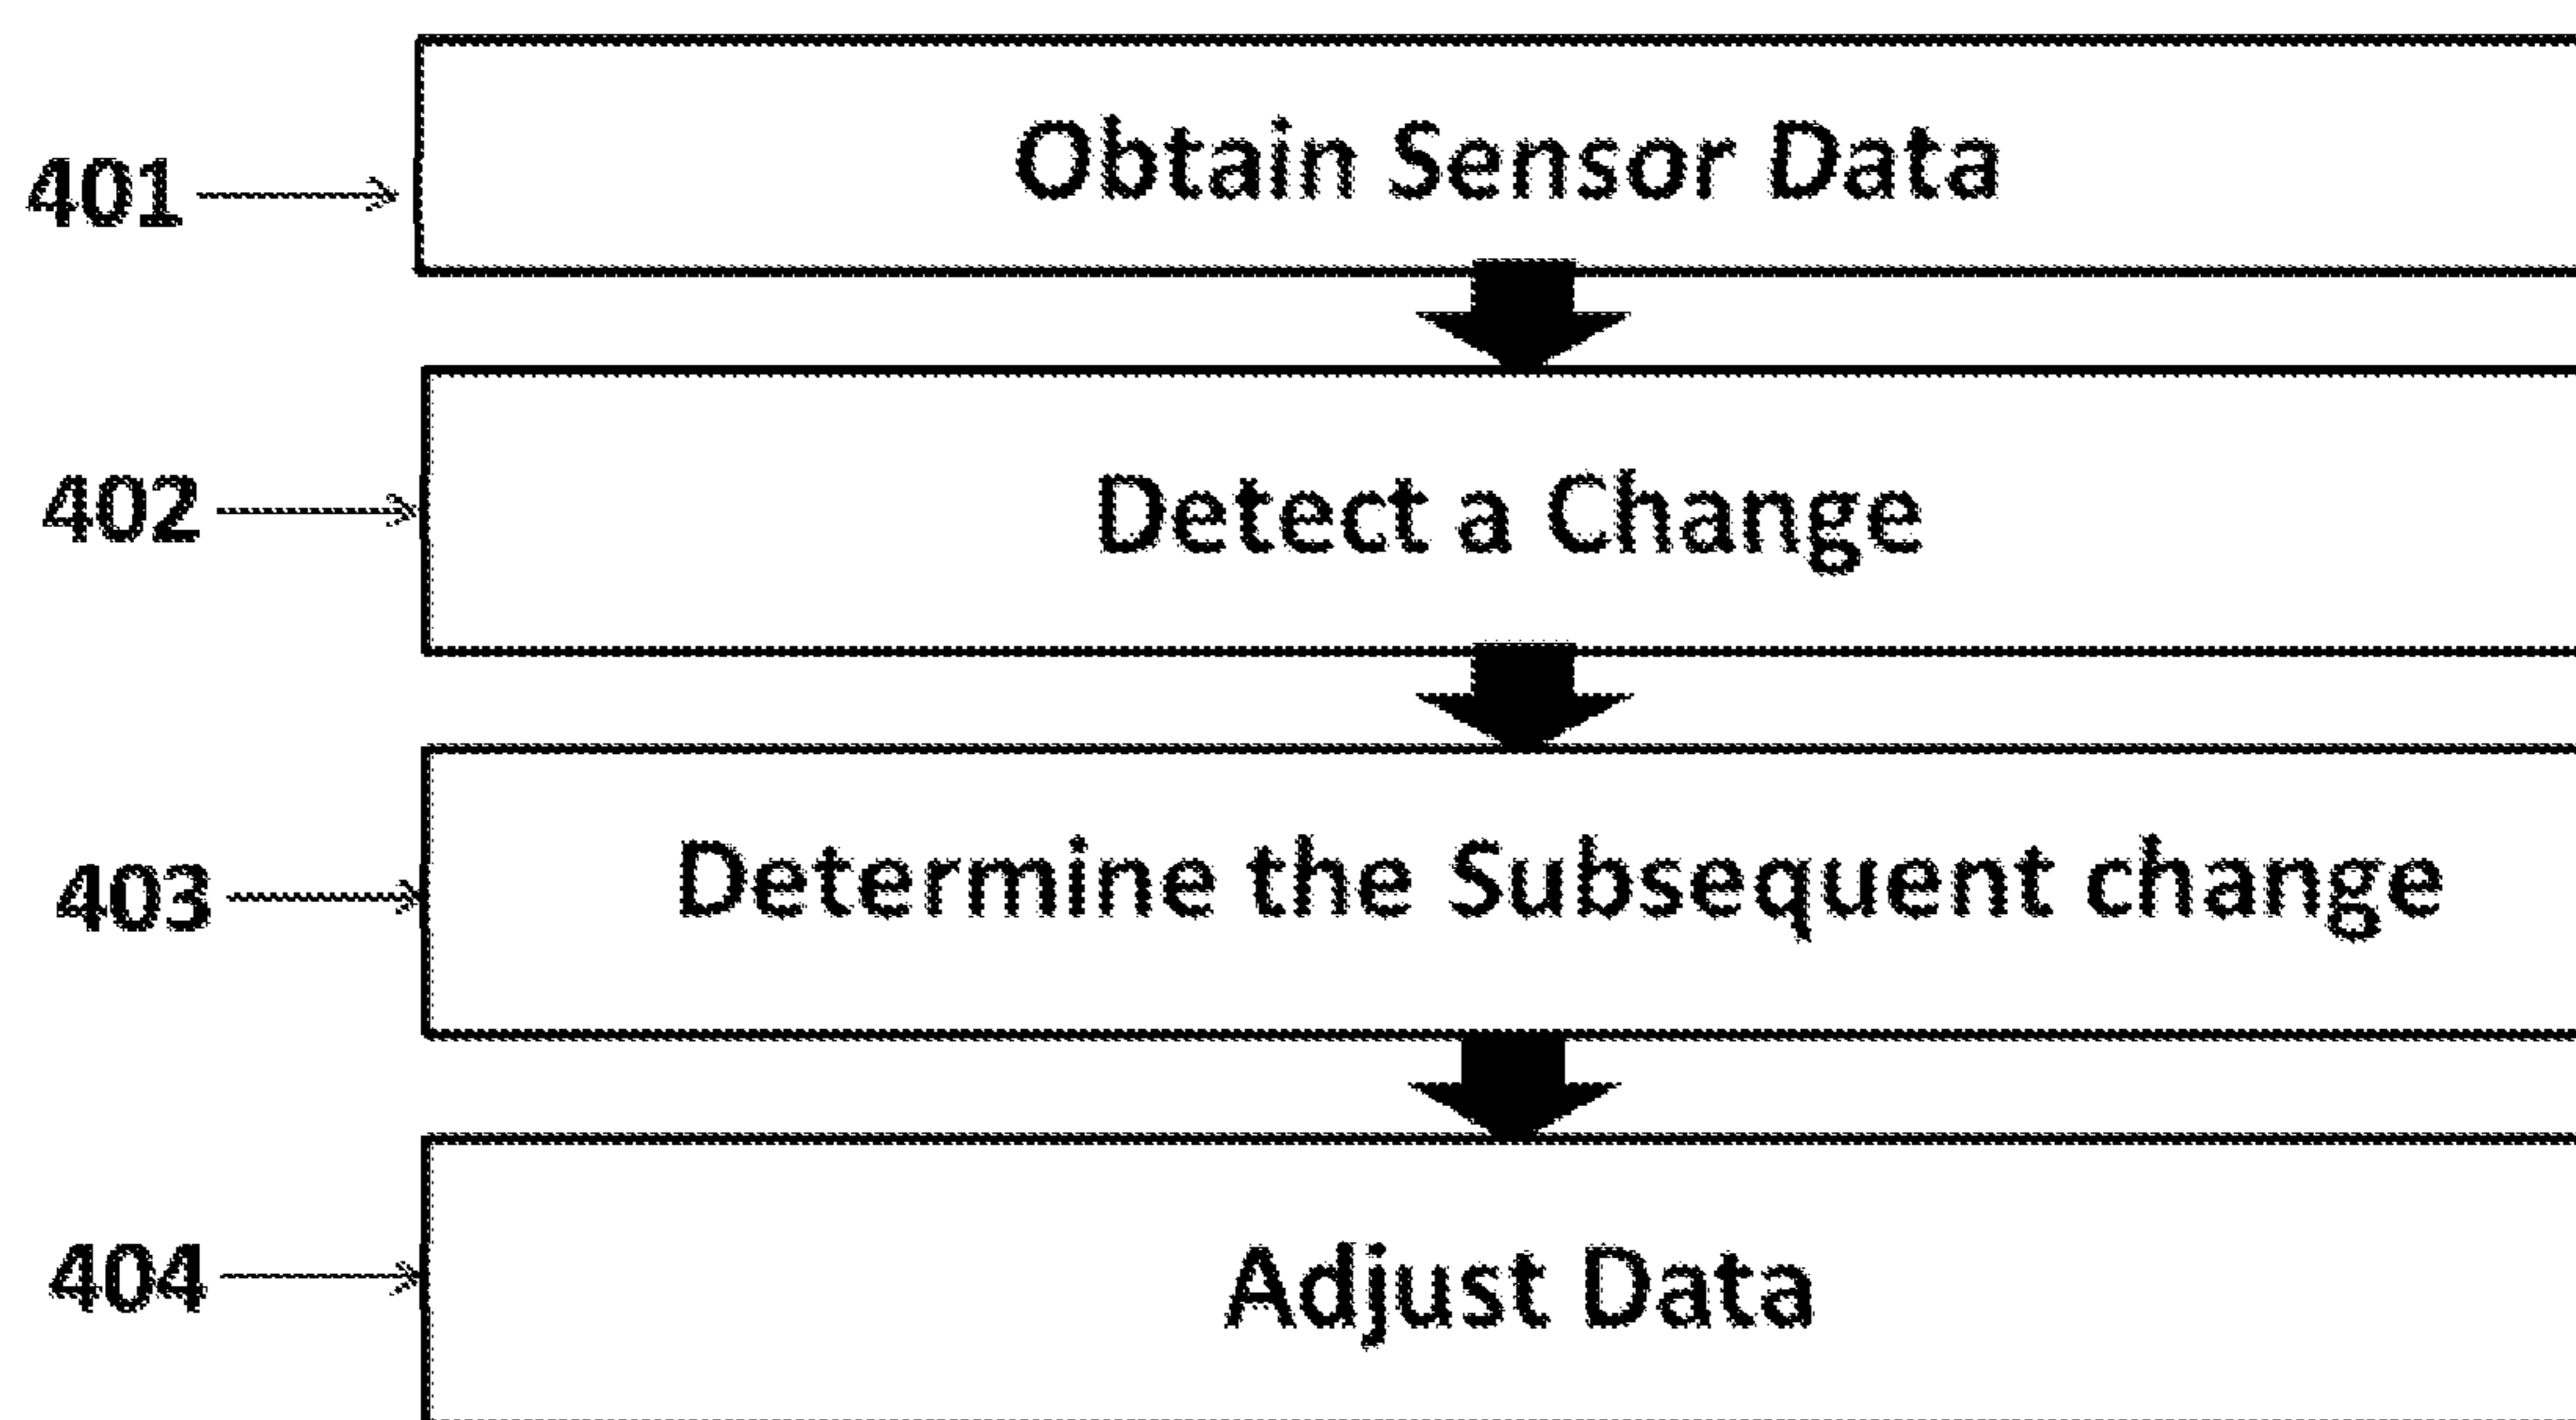 401 Obtain Sensor Data
402 Detect a Change
403 Determine the Subsequent change
404 Adjust Data